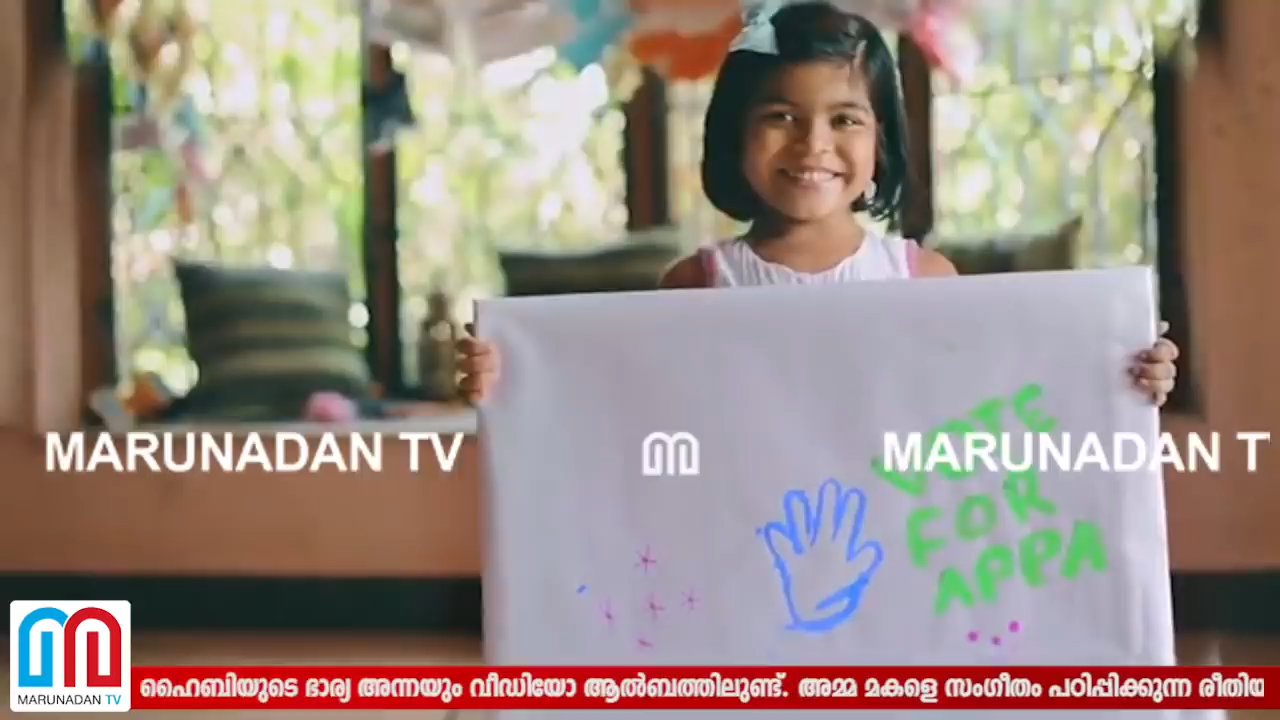 MARUNADAN TV
MARUNADAN T
VOTE
FOR
APPA
MARUNADAN TV
ഹൈബിയുടെ ഭാര്യ അന്നയും വീഡിയോ ആൽബത്തിലുണ്ട്. അമ്മ മകളെ സംഗീതം പഠിപ്പിക്കുന്ന രീതിയ